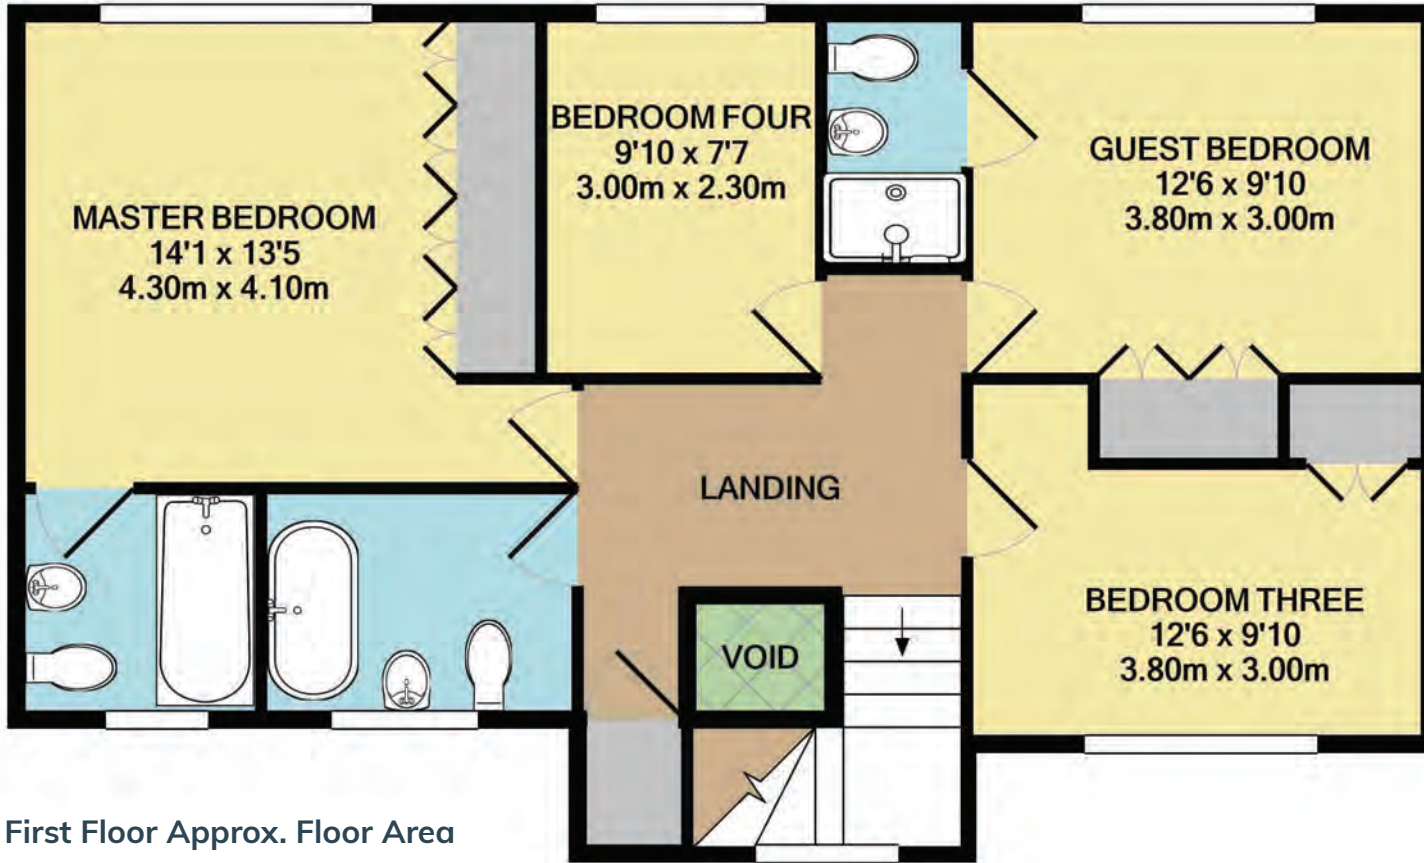 MASTER BEDROOM
14'1 x 13'5
4.30m x 4.10m
BEDROOM FOUR
9'10 x 7'7
3.00m x 2.30m
GUEST BEDROOM
12'6 x 9'10
3.80m x 3.00m
LANDING
VOID
BEDROOM THREE
12'6 x 9'10
3.80m x 3.00m
First Floor Approx. Floor Area